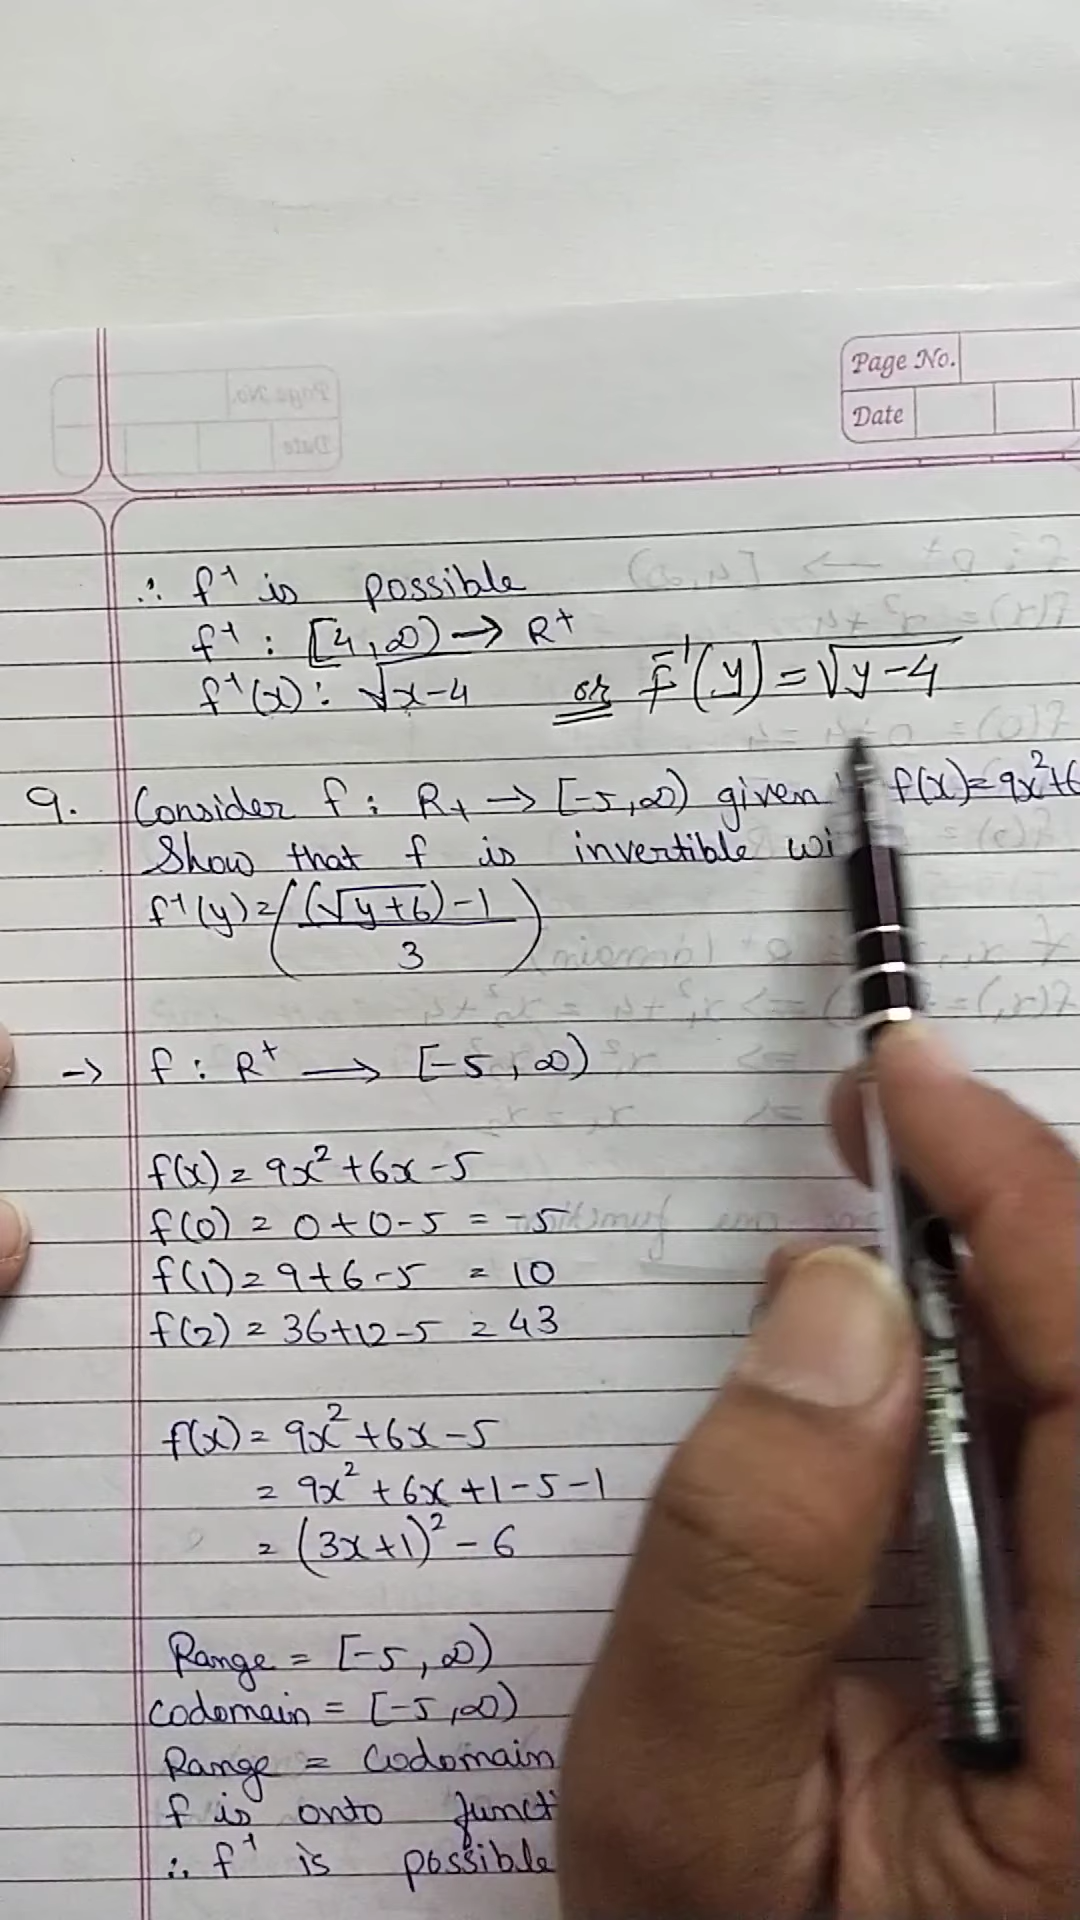 Page No.
Date
∴ f⁻¹ is possible
f⁻¹ : [4,∞) → R⁺
f⁻¹(x) : √x-4 or f⁻¹(y) = √y-4
9. Consider f : R₊ → [-5,∞) given f(x)=9x²+6
Show that f is invertible wi
f⁻¹(y) = ((√y+6)-1 / 3)
→ f : R⁺ → [-5,∞)
f(x) = 9x²+6x-5
f(0) = 0+0-5 = -5
f(1) = 9+6-5 = 10
f(2) = 36+12-5 = 43
f(x) = 9x²+6x-5
= 9x²+6x+1-5-1
= (3x+1)²-6
Range = [-5,∞)
codomain = [-5,∞)
Range = Codomain
f is onto funct
∴ f⁻¹ is possible